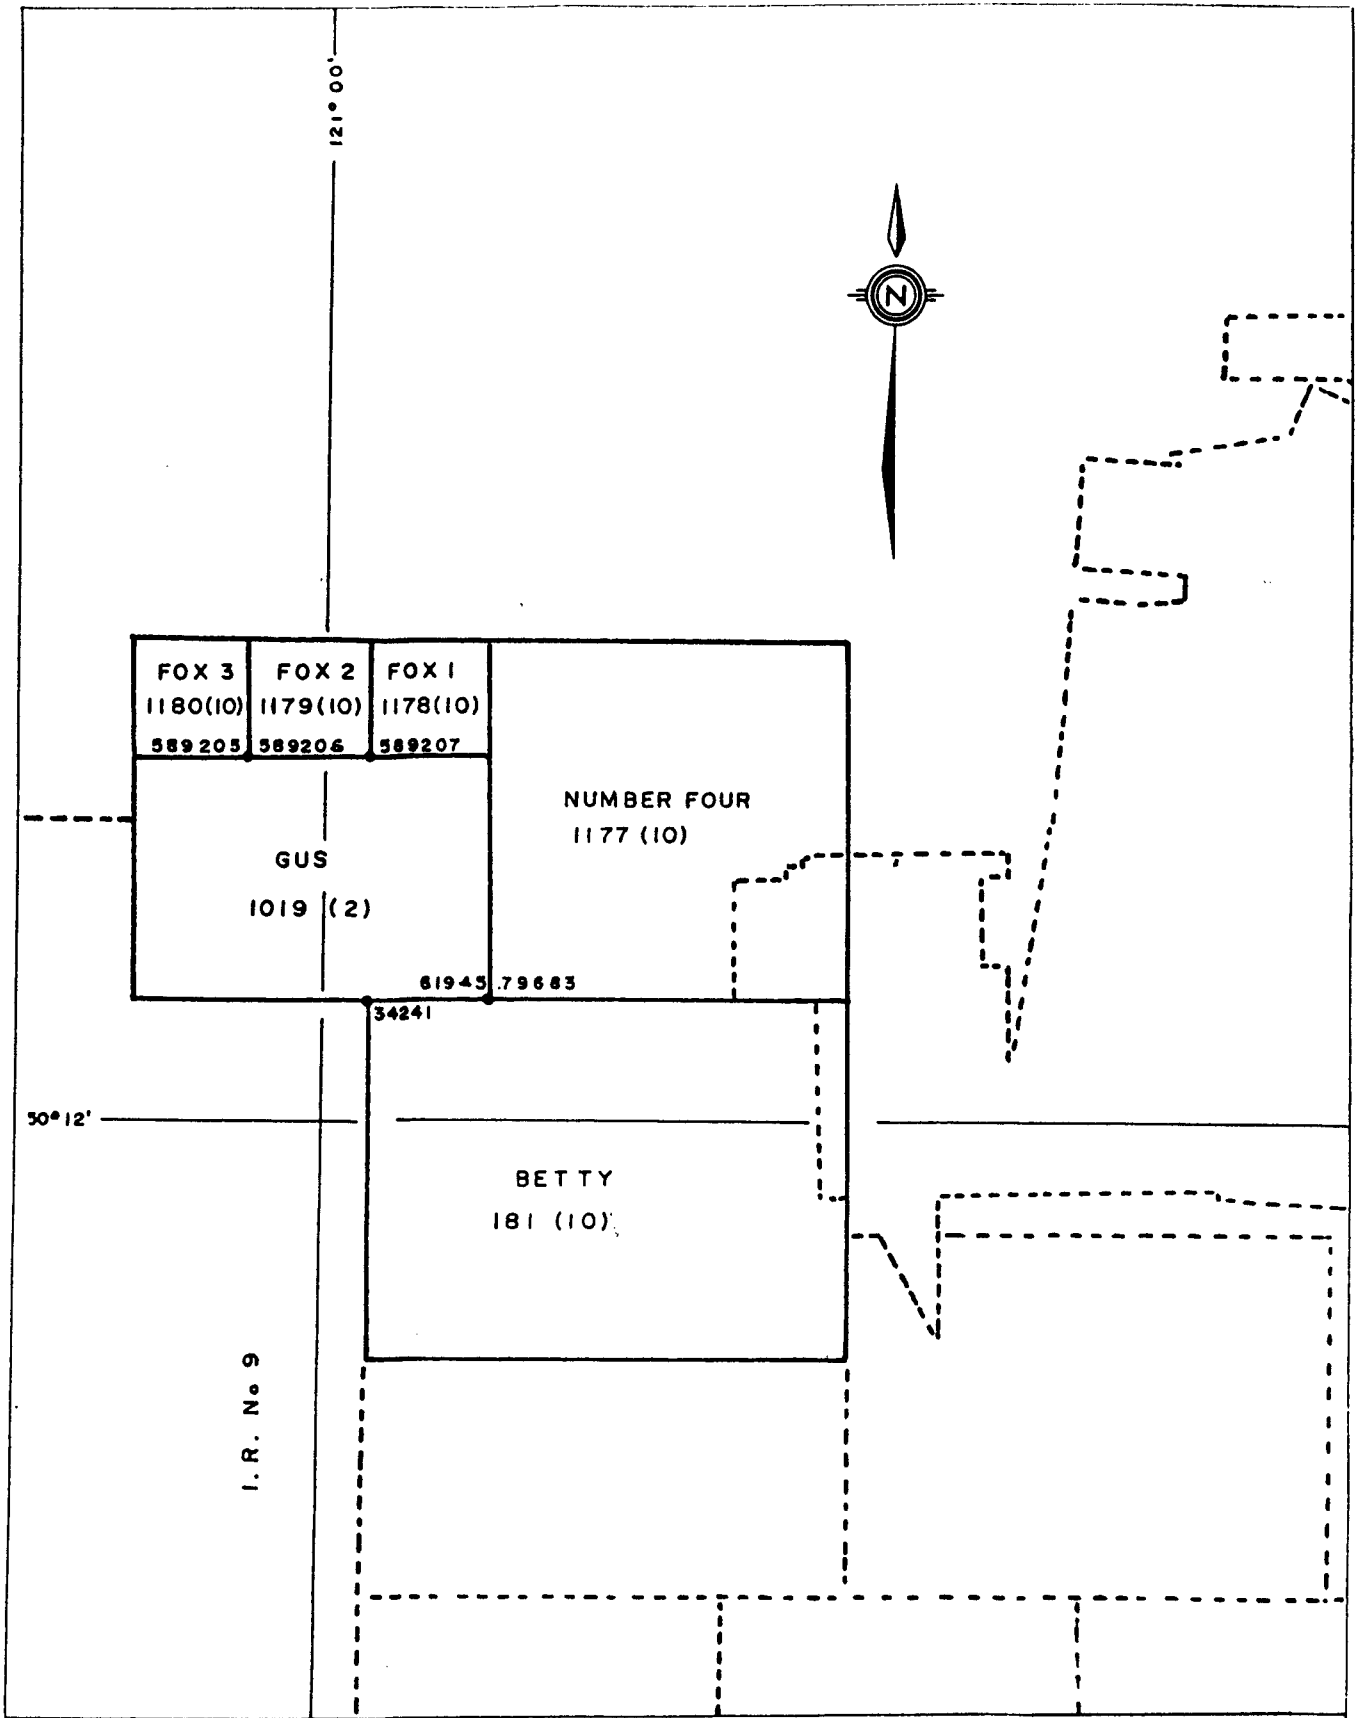 121° 00'
N
FOX 3
1180(10)
FOX 2
1179(10)
FOX 1
1178(10)
589205
589206
589207
NUMBER FOUR
1177 (10)
GUS
1019 (2)
61945
79683
34241
50° 12'
BETTY
181 (10)
I.R. No 9